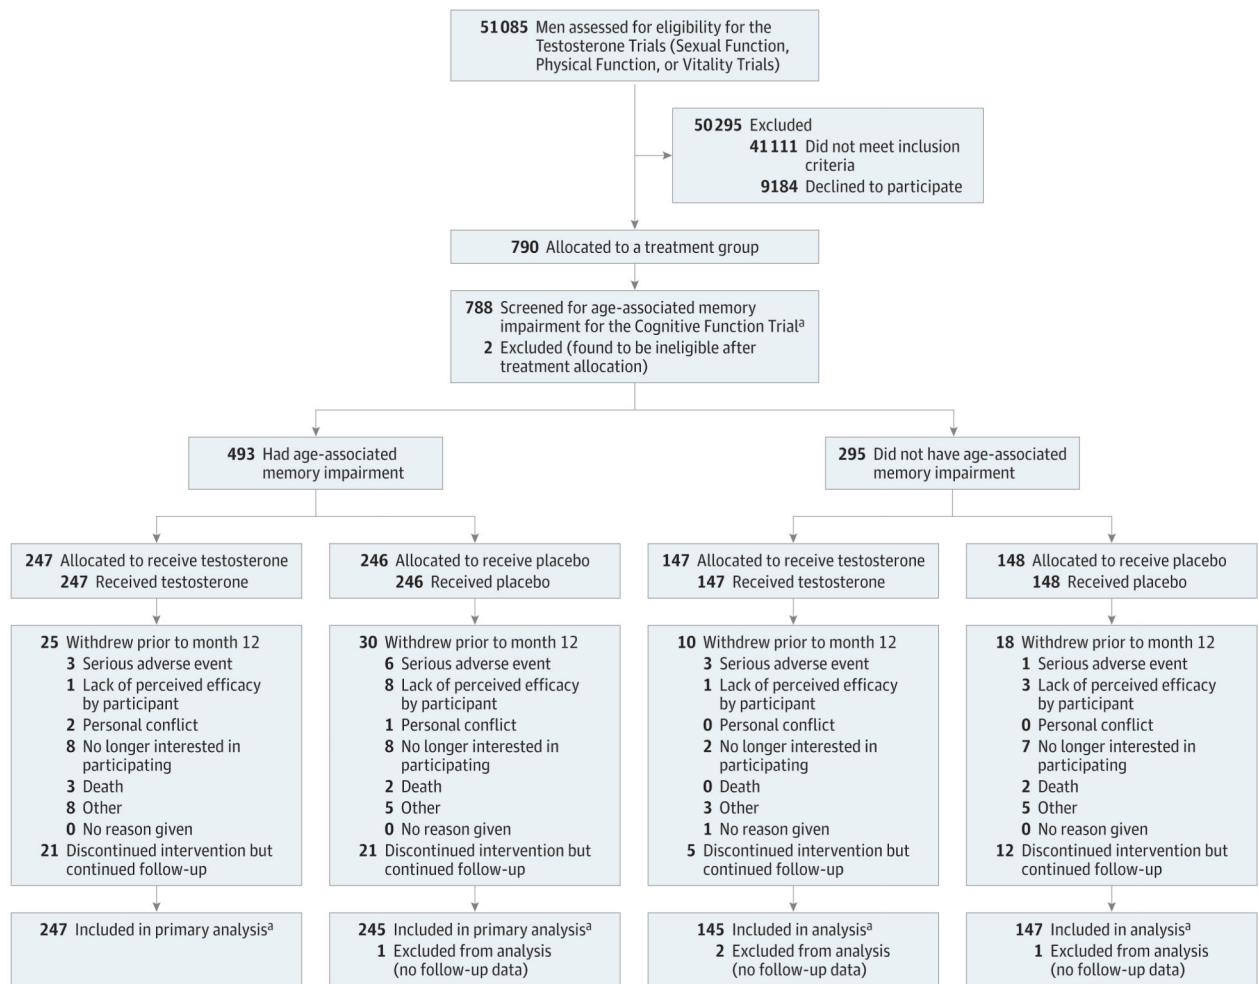 51 085 Men assessed for eligibility for the
Testosterone Trials (Sexual Function,
Physical Function, or Vitality Trials)
50 295 Excluded
41 111 Did not meet inclusion
criteria
9184 Declined to participate
790 Allocated to a treatment group
788 Screened for age-associated memory
impairment for the Cognitive Function Trialᵃ
2 Excluded (found to be ineligible after
treatment allocation)
493 Had age-associated
memory impairment
295 Did not have age-associated
memory impairment
247 Allocated to receive testosterone
247 Received testosterone
246 Allocated to receive placebo
246 Received placebo
147 Allocated to receive testosterone
147 Received testosterone
148 Allocated to receive placebo
148 Received placebo
25 Withdrew prior to month 12
3 Serious adverse event
1 Lack of perceived efficacy
by participant
2 Personal conflict
8 No longer interested in
participating
3 Death
8 Other
0 No reason given
21 Discontinued intervention but
continued follow-up
30 Withdrew prior to month 12
6 Serious adverse event
8 Lack of perceived efficacy
by participant
1 Personal conflict
8 No longer interested in
participating
2 Death
5 Other
0 No reason given
21 Discontinued intervention but
continued follow-up
10 Withdrew prior to month 12
3 Serious adverse event
1 Lack of perceived efficacy
by participant
0 Personal conflict
2 No longer interested in
participating
0 Death
3 Other
1 No reason given
5 Discontinued intervention but
continued follow-up
18 Withdrew prior to month 12
1 Serious adverse event
3 Lack of perceived efficacy
by participant
0 Personal conflict
7 No longer interested in
participating
2 Death
5 Other
0 No reason given
12 Discontinued intervention but
continued follow-up
247 Included in primary analysisᵃ
245 Included in primary analysisᵃ
1 Excluded from analysis
(no follow-up data)
145 Included in analysisᵃ
2 Excluded from analysis
(no follow-up data)
147 Included in analysisᵃ
1 Excluded from analysis
(no follow-up data)